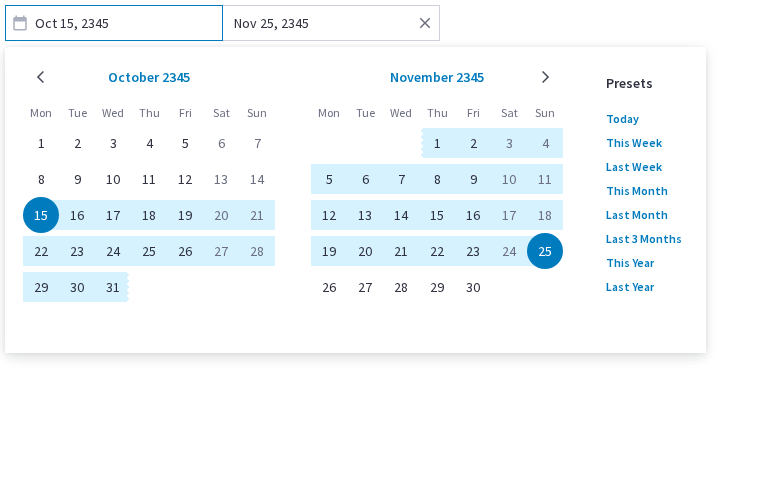 Oct 15, 2345
Nov 25, 2345
October 2345
Mon Tue Wed Thu Fri Sat Sun
1 2 3 4 5 6 7
8 9 10 11 12 13 14
15 16 17 18 19 20 21
22 23 24 25 26 27 28
29 30 31
November 2345
Mon Tue Wed Thu Fri Sat Sun
1 2 3 4
5 6 7 8 9 10 11
12 13 14 15 16 17 18
19 20 21 22 23 24 25
26 27 28 29 30
Presets
Today
This Week
Last Week
This Month
Last Month
Last 3 Months
This Year
Last Year